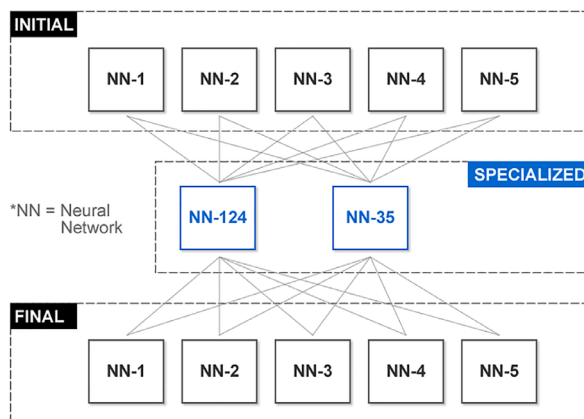 INITIAL
NN-1
NN-2
NN-3
NN-4
NN-5
SPECIALIZED
*NN = Neural
Network
NN-124
NN-35
FINAL
NN-1
NN-2
NN-3
NN-4
NN-5